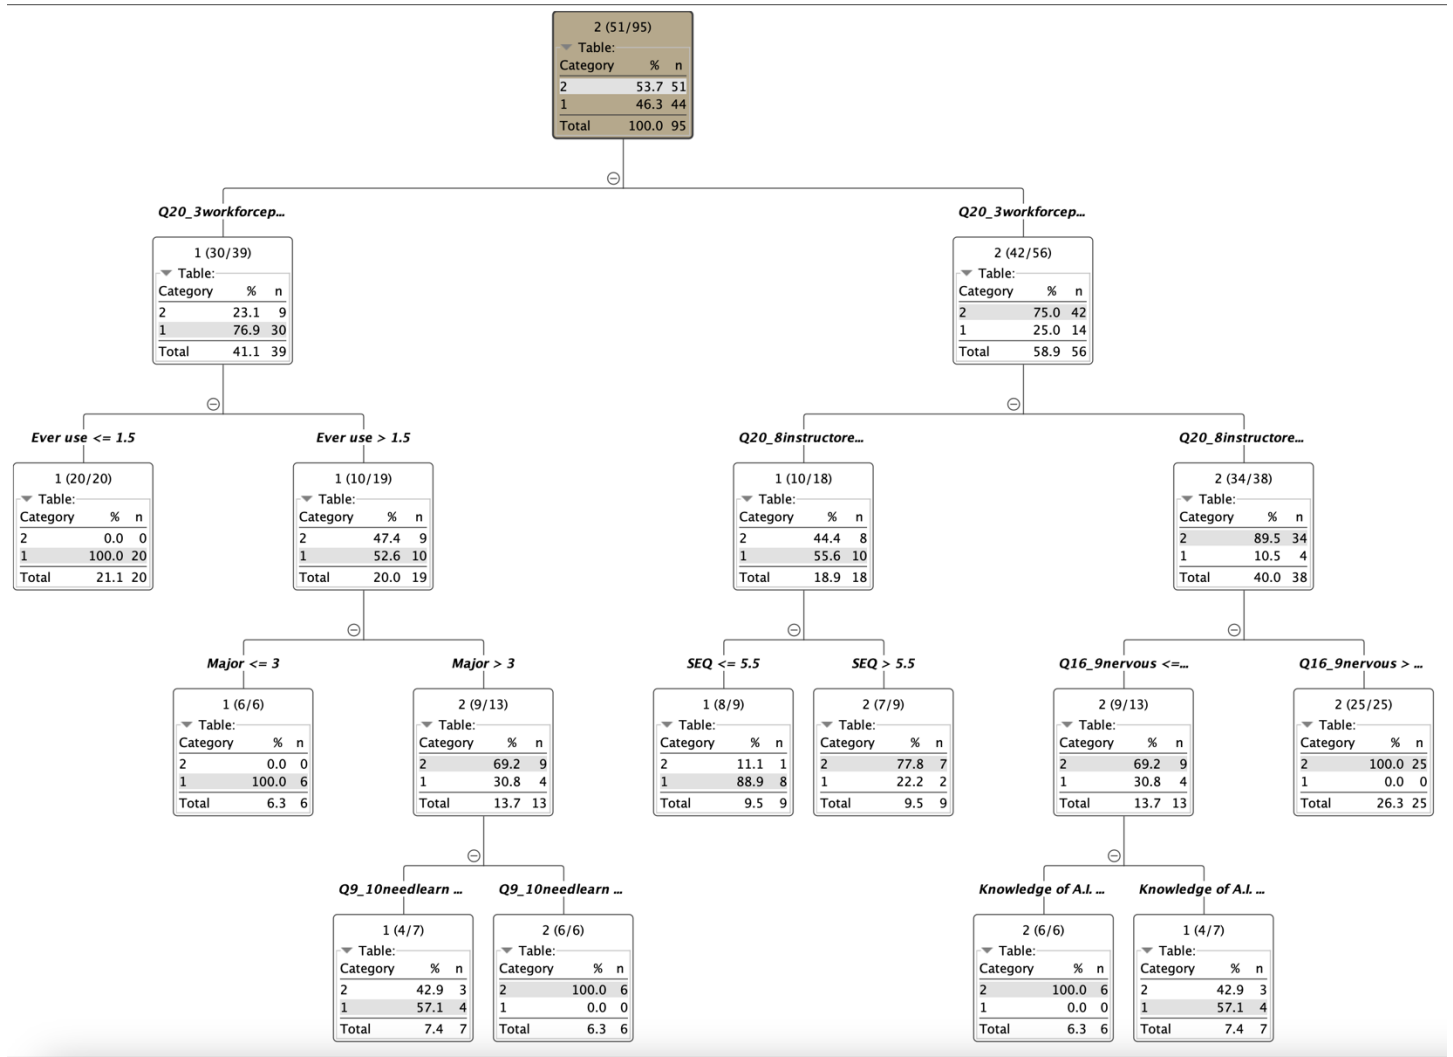 2 (51/95)
Table:
Category % n
2 53.7 51
1 46.3 44
Total 100.0 95
Q20_3workforcep...
1 (30/39)
Table:
Category % n
2 23.1 9
1 76.9 30
Total 41.1 39
Q20_3workforcep...
2 (42/56)
Table:
Category % n
2 75.0 42
1 25.0 14
Total 58.9 56
Ever use <= 1.5
1 (20/20)
Table:
Category % n
2 0.0 0
1 100.0 20
Total 21.1 20
Ever use > 1.5
1 (10/19)
Table:
Category % n
2 47.4 9
1 52.6 10
Total 20.0 19
Q20_8instructore...
1 (10/18)
Table:
Category % n
2 44.4 8
1 55.6 10
Total 18.9 18
Q20_8instructore...
2 (34/38)
Table:
Category % n
2 89.5 34
1 10.5 4
Total 40.0 38
Major <= 3
1 (6/6)
Table:
Category % n
2 0.0 0
1 100.0 6
Total 6.3 6
Major > 3
2 (9/13)
Table:
Category % n
2 69.2 9
1 30.8 4
Total 13.7 13
SEQ <= 5.5
1 (8/9)
Table:
Category % n
2 11.1 1
1 88.9 8
Total 9.5 9
SEQ > 5.5
2 (7/9)
Table:
Category % n
2 77.8 7
1 22.2 2
Total 9.5 9
Q16_9nervous <=...
2 (9/13)
Table:
Category % n
2 69.2 9
1 30.8 4
Total 13.7 13
Q16_9nervous > ...
2 (25/25)
Table:
Category % n
2 100.0 25
1 0.0 0
Total 26.3 25
Q9_10needlearn ...
1 (4/7)
Table:
Category % n
2 42.9 3
1 57.1 4
Total 7.4 7
Q9_10needlearn ...
2 (6/6)
Table:
Category % n
2 100.0 6
1 0.0 0
Total 6.3 6
Knowledge of A.I. ...
2 (6/6)
Table:
Category % n
2 100.0 6
1 0.0 0
Total 6.3 6
Knowledge of A.I. ...
1 (4/7)
Table:
Category % n
2 42.9 3
1 57.1 4
Total 7.4 7